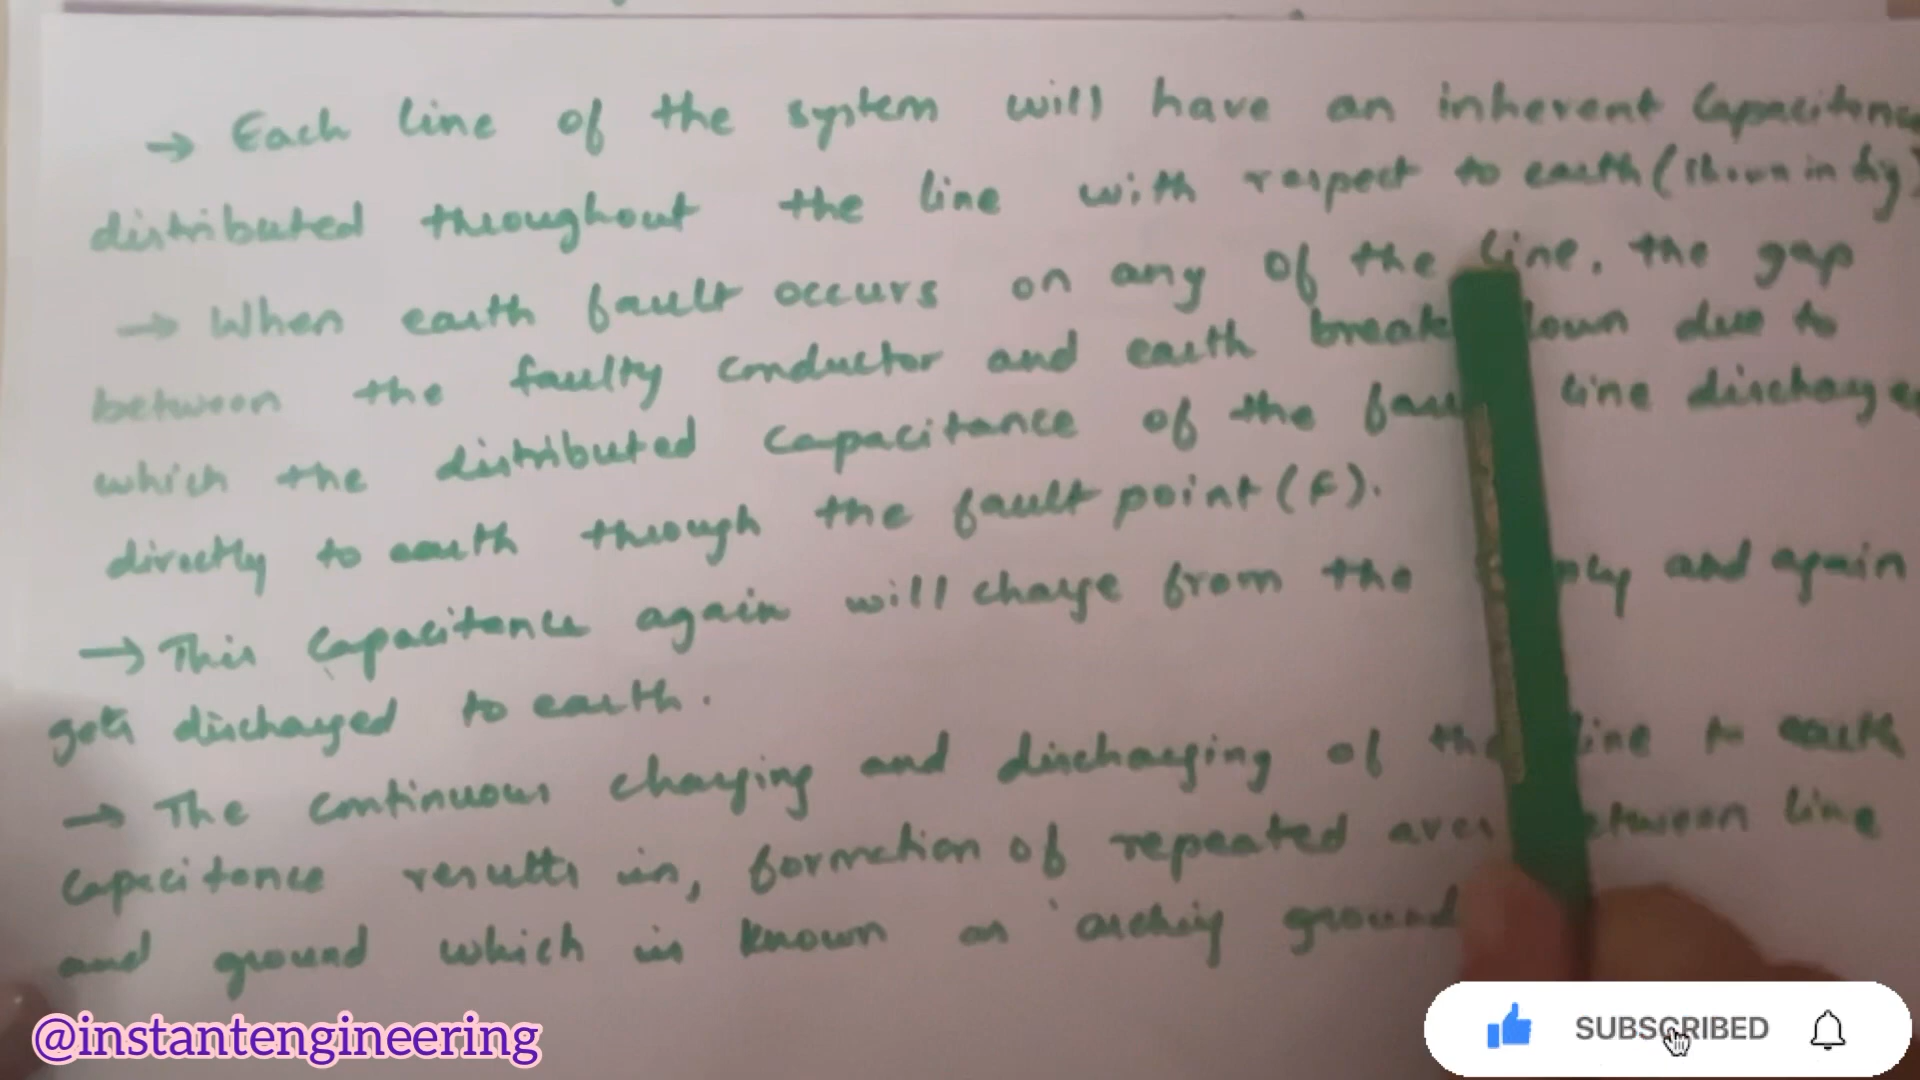 → Each line of the system will have an inherent Capacitence
distributed throughout the line with respect to earth (shown in fig)
→ When earth fault occurs on any of the line, the gap
between the faulty conductor and earth break down due to
which the distributed capacitance of the line discharges
directly to earth through the fault point (F).
→ This capacitance again will charge from the and again
gets discharged to earth.
→ The continuous charging and discharging of the line to earth
capacitance results in, formation of repeated arcs between line
and ground which is known as 'arching ground
@instantengineering
SUBSCRIBED